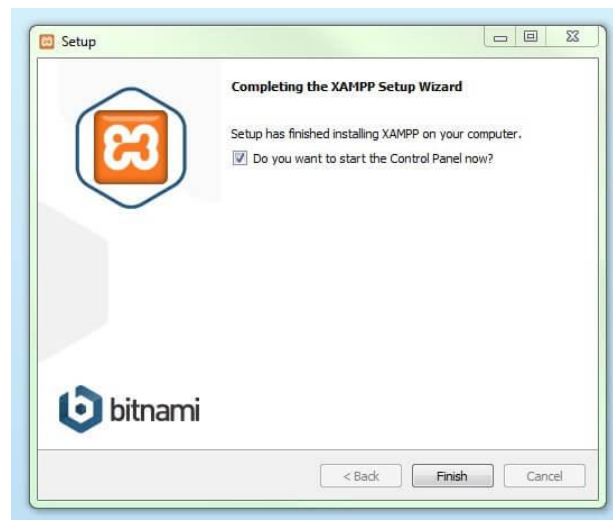 Setup
Completing the XAMPP Setup Wizard
Setup has finished installing XAMPP on your computer.
Do you want to start the Control Panel now?
bitnami
< Back
Finish
Cancel